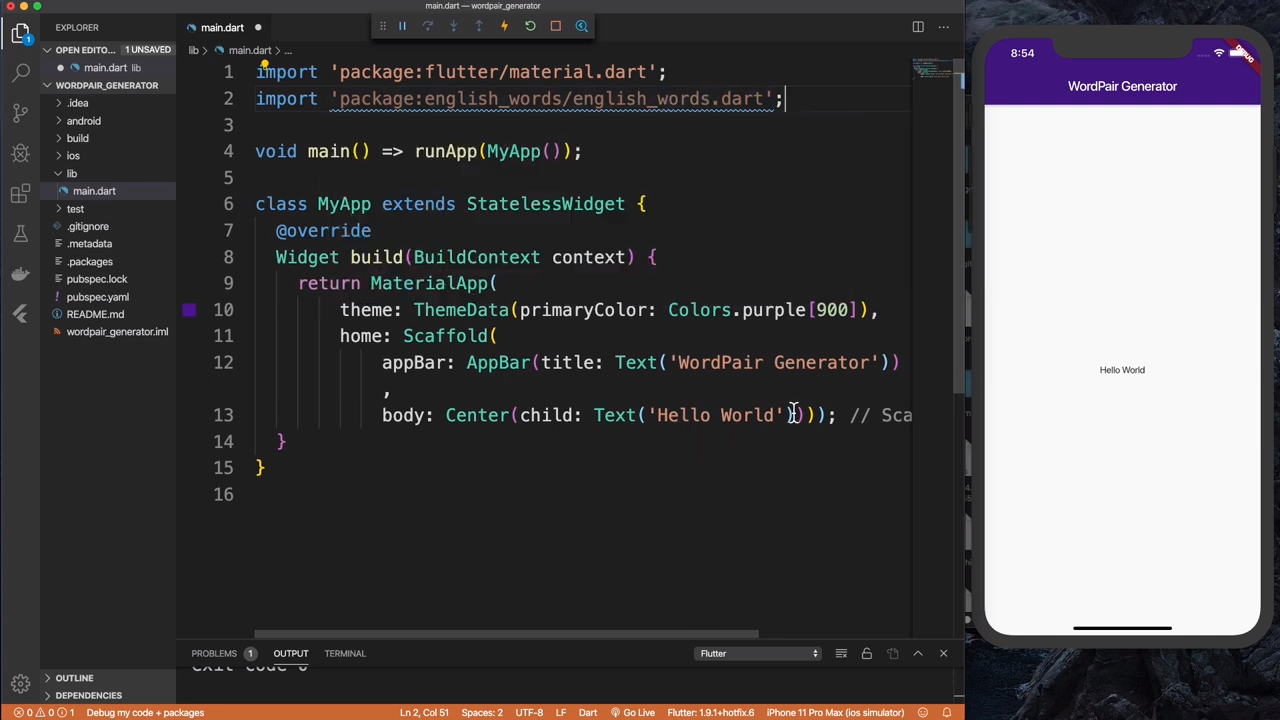 main.dart — wordpair_generator
EXPLORER
main.dart
OPEN EDITO... 1 UNSAVED
main.dart lib
WORDPAIR_GENERATOR
.idea
android
build
ios
lib
main.dart
test
.gitignore
.metadata
.packages
pubspec.lock
pubspec.yaml
README.md
wordpair_generator.iml
OUTLINE
DEPENDENCIES
lib › main.dart › ...
1 import 'package:flutter/material.dart';
2 import 'package:english_words/english_words.dart';
3
4 void main() => runApp(MyApp());
5
6 class MyApp extends StatelessWidget {
7 @override
8 Widget build(BuildContext context) {
9 return MaterialApp(
10 theme: ThemeData(primaryColor: Colors.purple[900]),
11 home: Scaffold(
12 appBar: AppBar(title: Text('WordPair Generator'))
,
13 body: Center(child: Text('Hello World')))); // Sca
14 }
15 }
16
PROBLEMS 1 OUTPUT TERMINAL Flutter
exit code 0
0 0 1 Debug my code + packages Ln 2, Col 51 Spaces: 2 UTF-8 LF Dart Go Live Flutter: 1.9.1+hotfix.6 iPhone 11 Pro Max (ios simulator)
8:54
DEBUG
WordPair Generator
Hello World
1